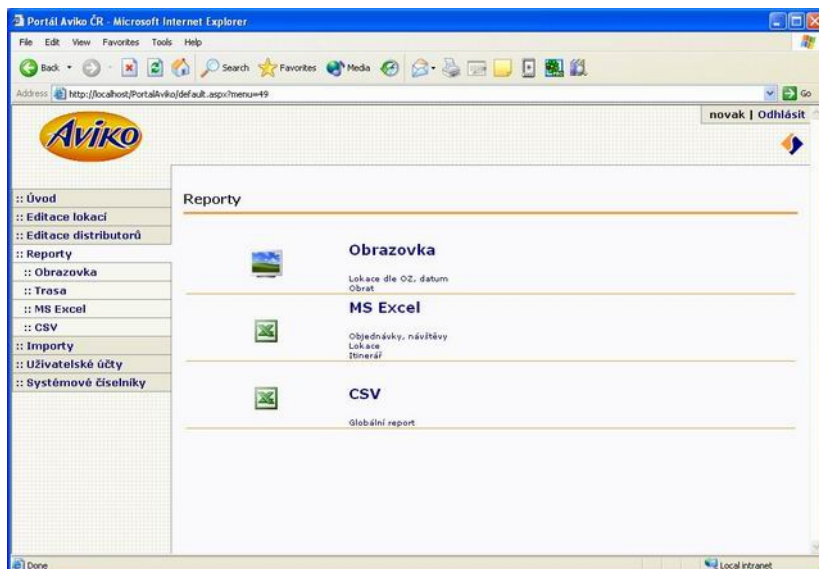 Portál Aviko ČR - Microsoft Internet Explorer
File Edit View Favorites Tools Help
Back Search Favorites Media
Address http://localhost/PortalAviko/default.aspx?menu=49 Go
novak | Odhlásit
Aviko
:: Úvod
:: Editace lokací
:: Editace distributorů
:: Reporty
:: Obrazovka
:: Trasa
:: MS Excel
:: CSV
:: Importy
:: Uživatelské účty
:: Systémové číselníky
Reporty
Obrazovka
Lokace dle OZ, datum
Obrat
MS Excel
Objednávky, návštěvy
Lokace
Itinerář
CSV
Globální report
Done
Local intranet